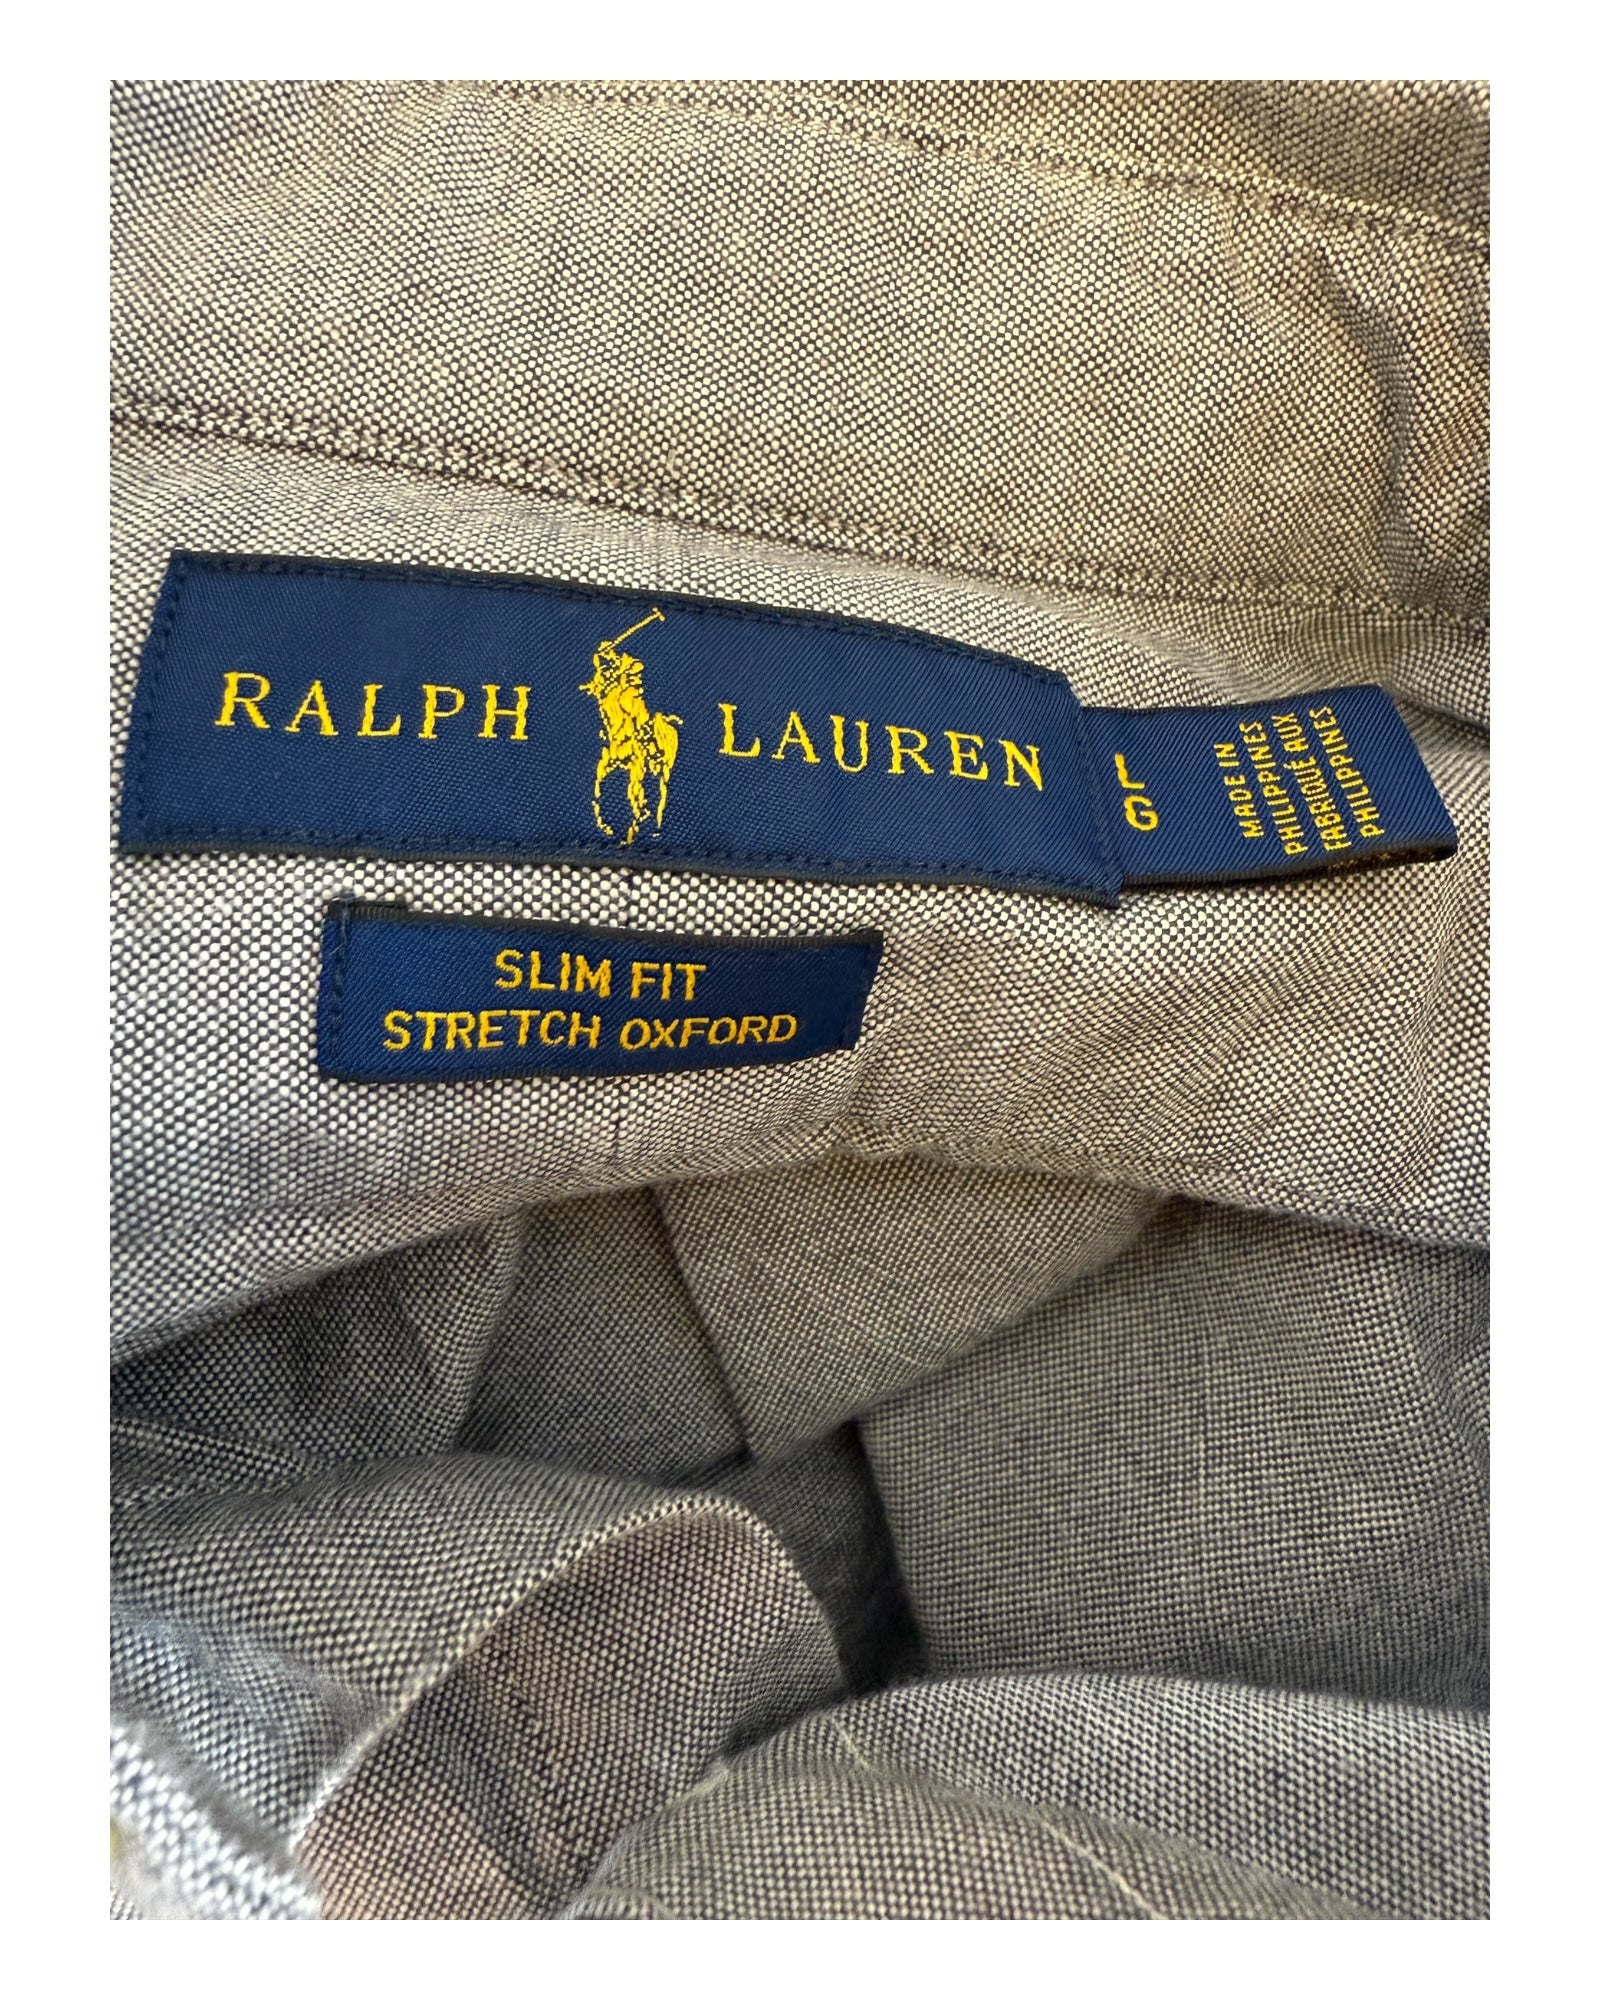 RALPH LAUREN
L
G
MADE IN
PHILIPPINES
FABRIQUÉ AUX
PHILIPPINES
SLIM FIT
STRETCH OXFORD